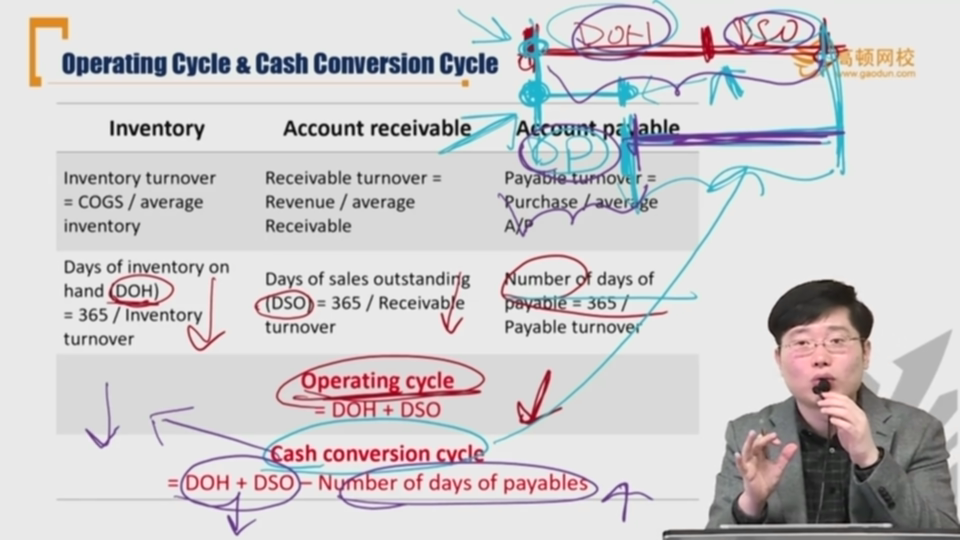 Operating Cycle & Cash Conversion Cycle
DOH
DSO
高顿网校
www.gaodun.com
Inventory
Account receivable
Account payable
DP
Inventory turnover
= COGS / average
inventory
Receivable turnover =
Revenue / average
Receivable
Payable turnover =
Purchase / average
A/P
Days of inventory on
hand (DOH)
= 365 / Inventory
turnover
Days of sales outstanding
(DSO) = 365 / Receivable
turnover
Number of days of
payable = 365 /
Payable turnover
Operating cycle
= DOH + DSO
Cash conversion cycle
= DOH + DSO – Number of days of payables